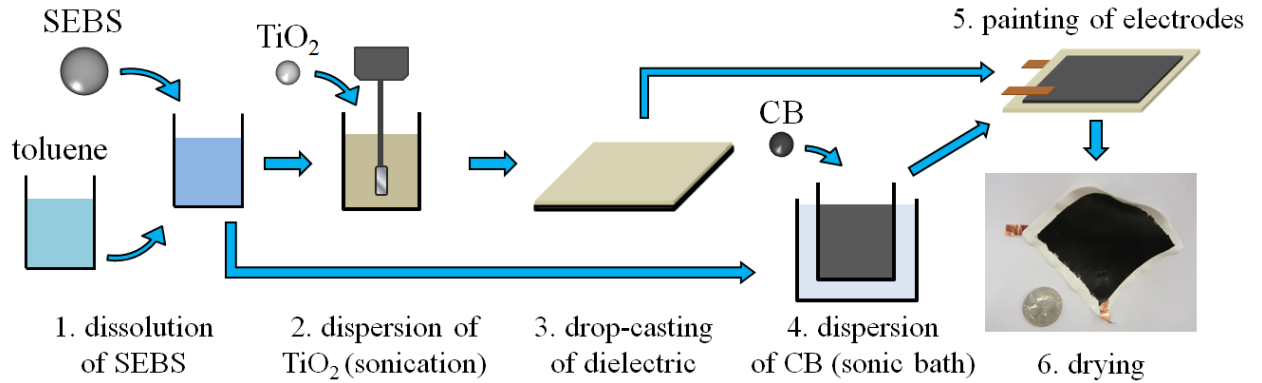 SEBS
toluene
TiO₂
CB
5. painting of electrodes
1. dissolution
of SEBS
2. dispersion of
TiO₂ (sonication)
3. drop-casting
of dielectric
4. dispersion
of CB (sonic bath)
6. drying